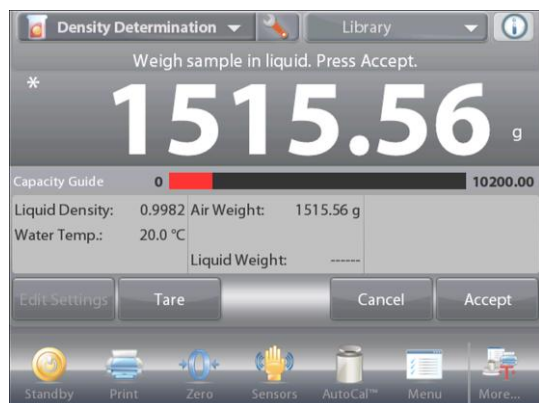 Density Determination Library
Weigh sample in liquid. Press Accept.
* 1515.56 g
Capacity Guide 0 10200.00
Liquid Density: 0.9982 Air Weight: 1515.56 g
Water Temp.: 20.0 °C
Liquid Weight: ------
Edit Settings Tare Cancel Accept
Standby Print Zero Sensors AutoCal™ Menu More...